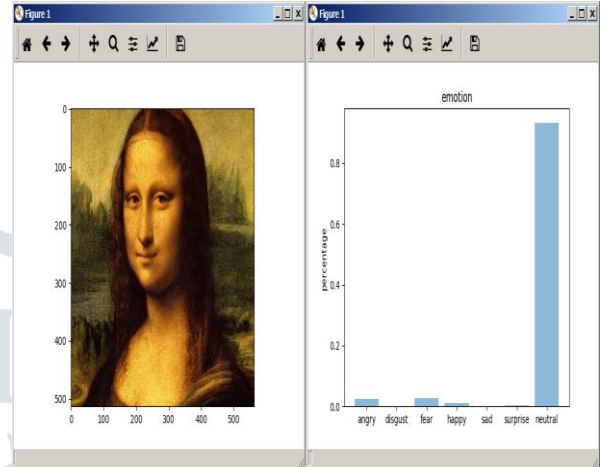 Figure 1
0
100
200
300
400
500
0 100 200 300 400 500
Figure 1
emotion
percentage
0.8
0.6
0.4
0.2
0.0
angry disgust fear happy sad surprise neutral